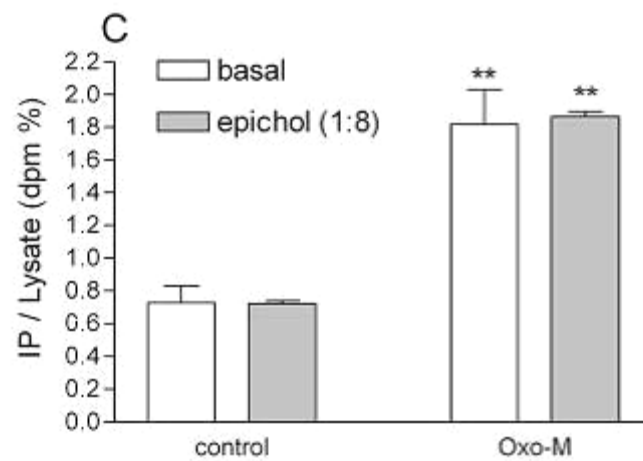 C
IP / Lysate (dpm %)
2.2
2.0
1.8
1.6
1.4
1.2
1.0
0.8
0.6
0.4
0.2
0.0
basal
epichol (1:8)
**
**
control
Oxo-M